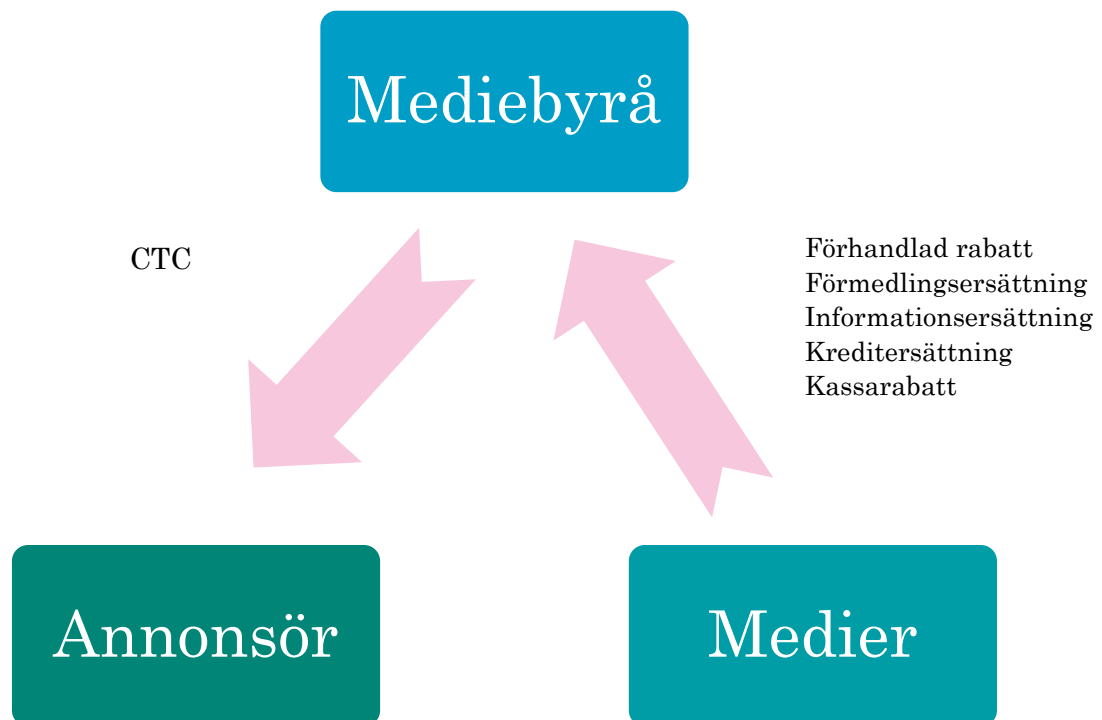 Mediebyrå
CTC
Förhandlad rabatt
Förmedlingsersättning
Informationsersättning
Kreditersättning
Kassarabatt
Annonsör
Medier